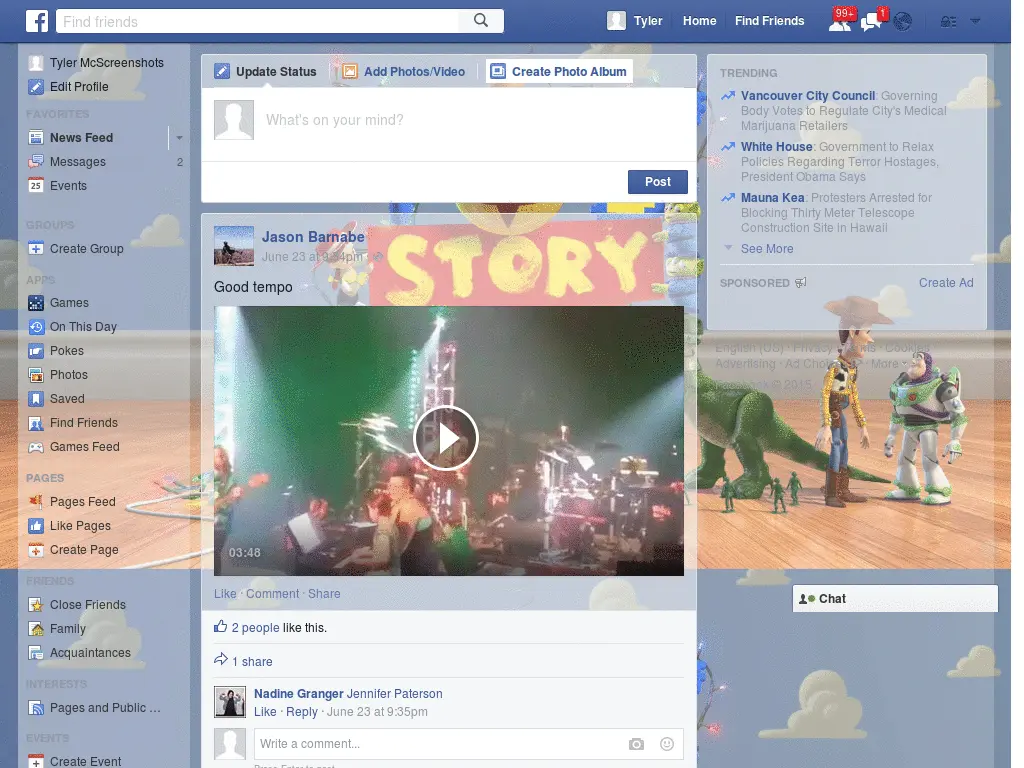 f
Find friends
Tyler
Home
Find Friends
99+
1
Tyler McScreenshots
Edit Profile
FAVORITES
News Feed
Messages
2
25
Events
GROUPS
Create Group
APPS
Games
On This Day
Pokes
Photos
Saved
Find Friends
Games Feed
PAGES
Pages Feed
Like Pages
Create Page
FRIENDS
Close Friends
Family
Acquaintances
INTERESTS
Pages and Public ...
EVENTS
Create Event
Update Status
Add Photos/Video
Create Photo Album
What's on your mind?
Post
STORY
Jason Barnabe
June 23 at 9:34pm ·
Good tempo
03:48
Like · Comment · Share
2 people like this.
1 share
Nadine Granger Jennifer Paterson
Like · Reply · June 23 at 9:35pm
Write a comment...
TRENDING
Vancouver City Council: Governing
Body Votes to Regulate City's Medical
Marijuana Retailers
White House: Government to Relax
Policies Regarding Terror Hostages,
President Obama Says
Mauna Kea: Protesters Arrested for
Blocking Thirty Meter Telescope
Construction Site in Hawaii
See More
SPONSORED
Create Ad
English (US) · Privacy · Terms · Cookies ·
Advertising · Ad Choices · More
Facebook © 2015
Chat